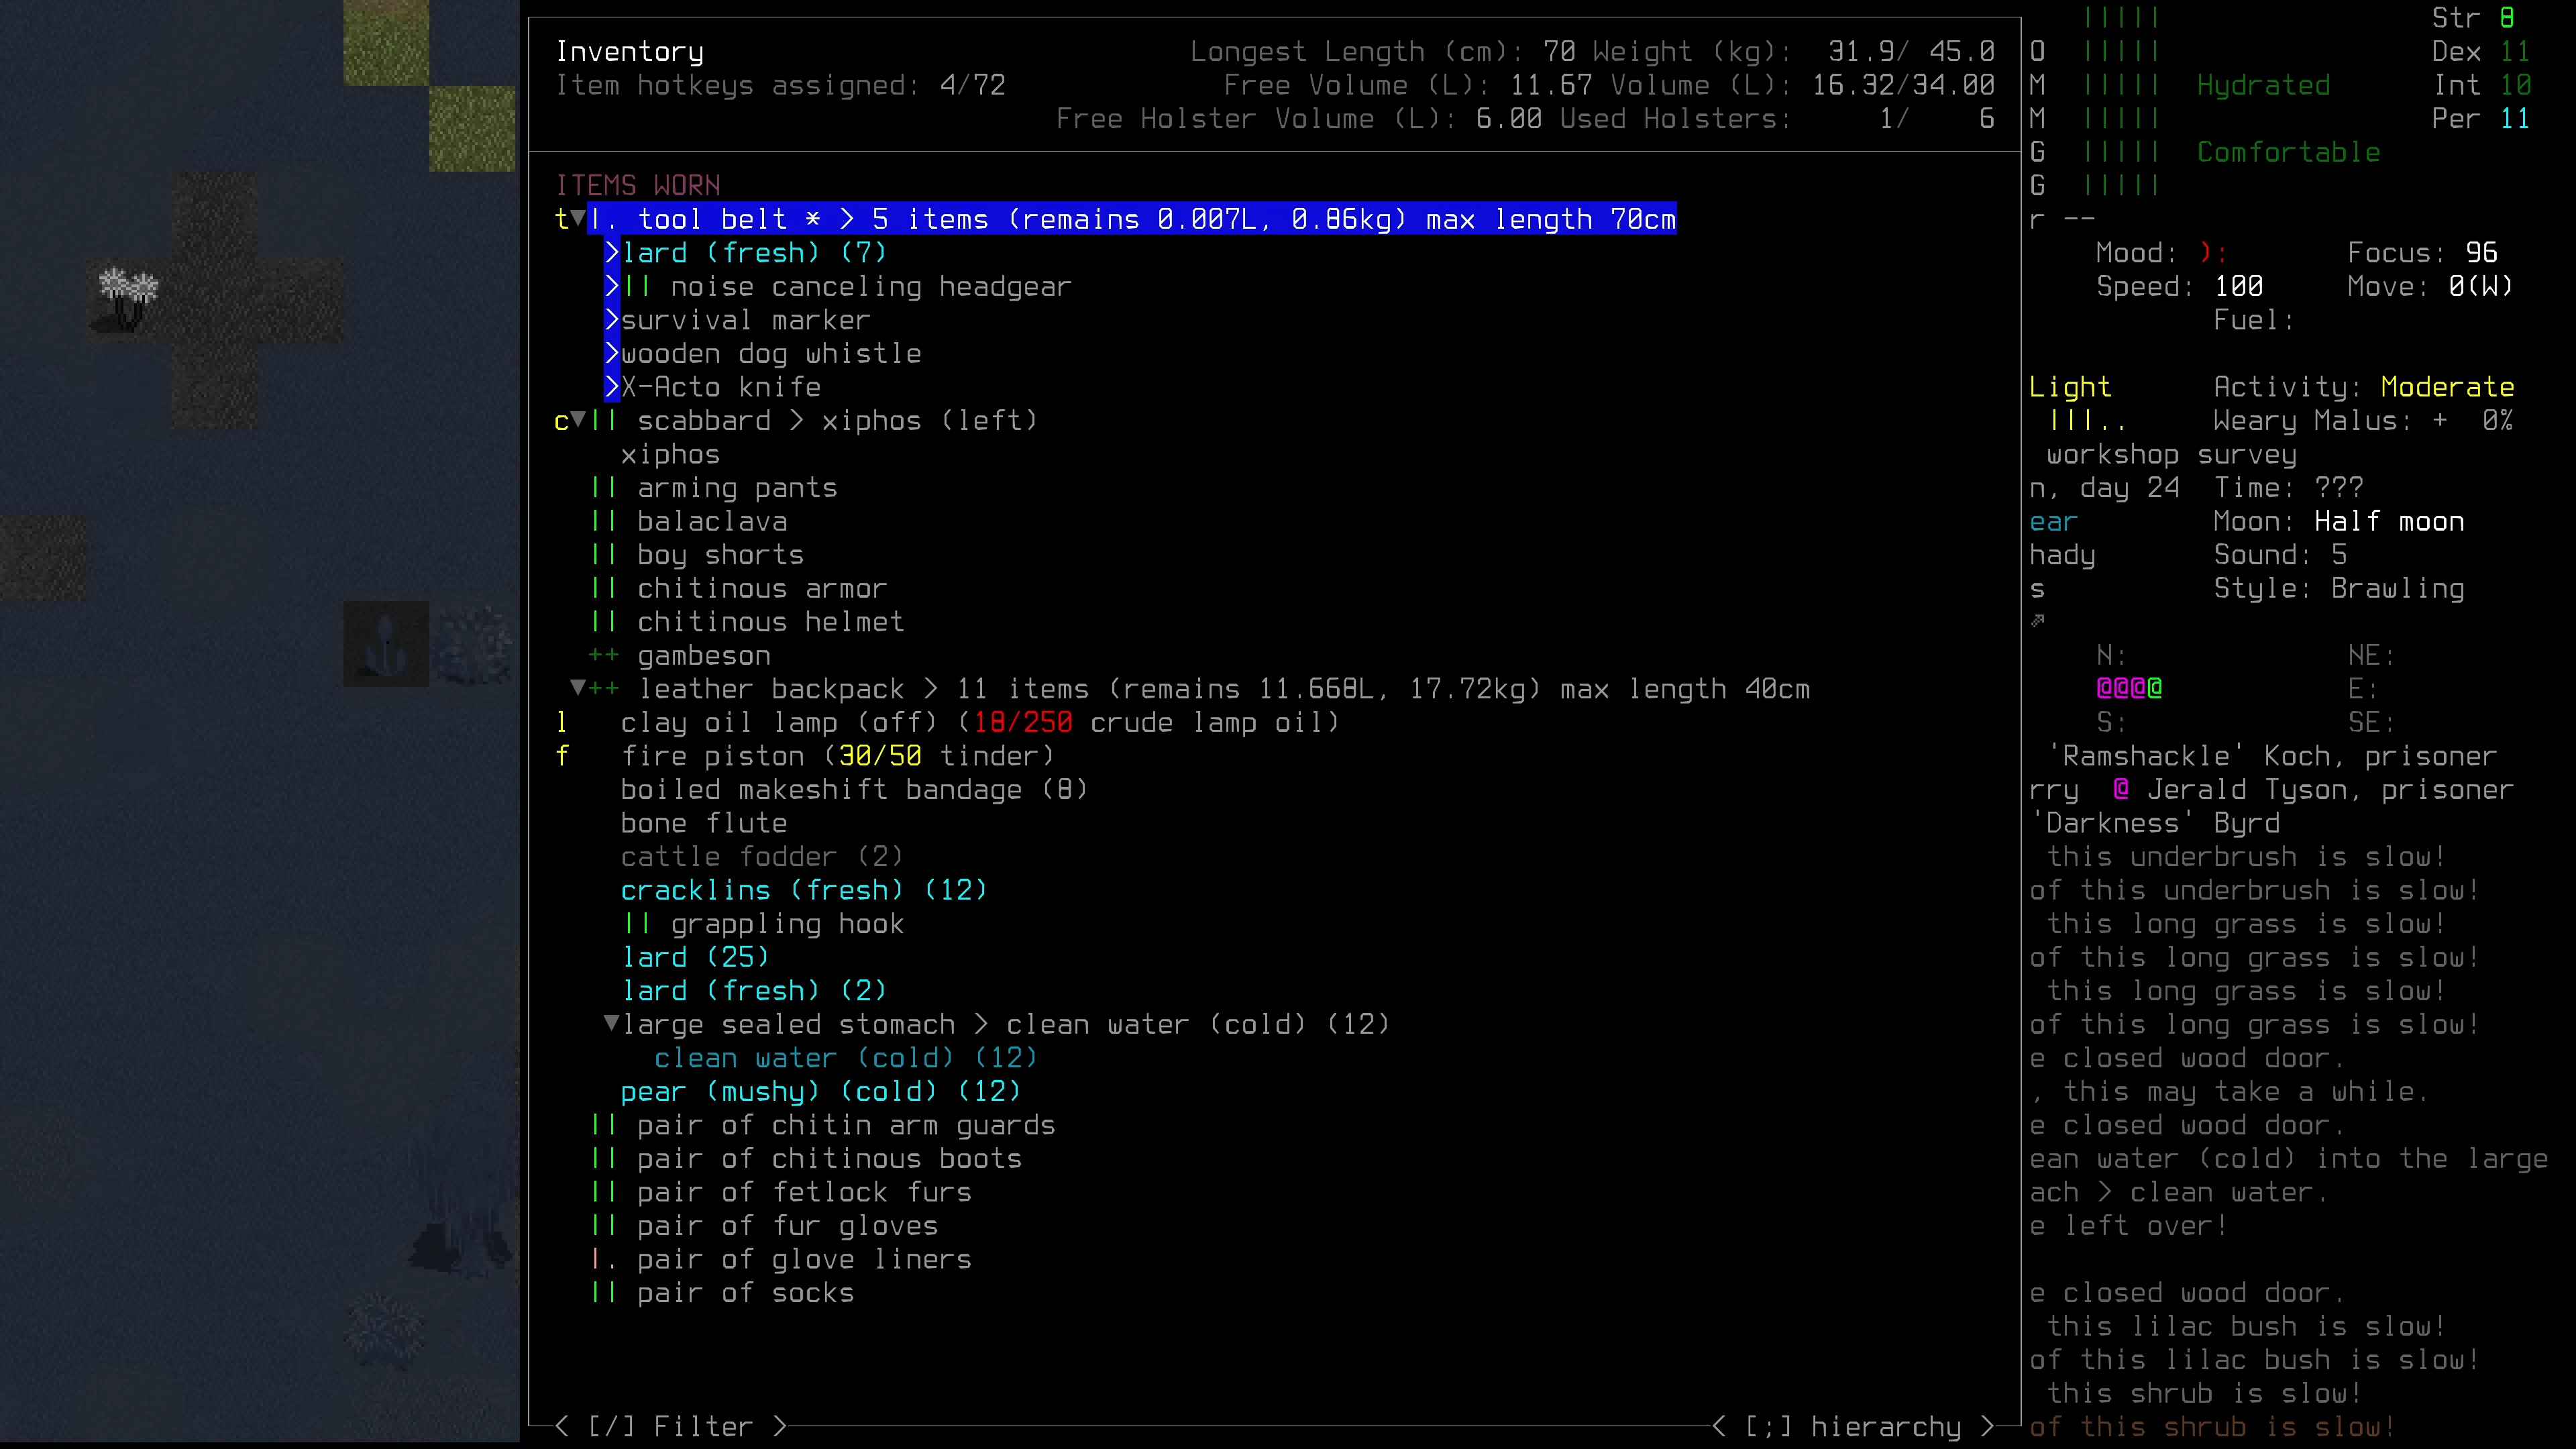 Inventory Longest Length (cm): 70 Weight (kg): 31.9/ 45.0
Item hotkeys assigned: 4/72 Free Volume (L): 11.67 Volume (L): 16.32/34.00
Free Holster Volume (L): 6.00 Used Holsters: 1/ 6
ITEMS WORN
t▼|. tool belt * > 5 items (remains 0.007L, 0.86kg) max length 70cm
>lard (fresh) (7)
>|| noise canceling headgear
>survival marker
>wooden dog whistle
>X-Acto knife
c▼|| scabbard > xiphos (left)
xiphos
|| arming pants
|| balaclava
|| boy shorts
|| chitinous armor
|| chitinous helmet
++ gambeson
▼++ leather backpack > 11 items (remains 11.668L, 17.72kg) max length 40cm
l clay oil lamp (off) (18/250 crude lamp oil)
f fire piston (30/50 tinder)
boiled makeshift bandage (8)
bone flute
cattle fodder (2)
cracklins (fresh) (12)
|| grappling hook
lard (25)
lard (fresh) (2)
▼large sealed stomach > clean water (cold) (12)
clean water (cold) (12)
pear (mushy) (cold) (12)
|| pair of chitin arm guards
|| pair of chitinous boots
|| pair of fetlock furs
|| pair of fur gloves
|. pair of glove liners
|| pair of socks
< [/] Filter > < [;] hierarchy >
||||| Str 8
O ||||| Dex 11
M ||||| Hydrated Int 10
M ||||| Per 11
G ||||| Comfortable
G |||||
r --
Mood: ): Focus: 96
Speed: 100 Move: 0(W)
Fuel:
Light Activity: Moderate
|||.. Weary Malus: + 0%
workshop survey
n, day 24 Time: ???
ear Moon: Half moon
hady Sound: 5
s Style: Brawling
N: NE:
@@@@ E:
S: SE:
'Ramshackle' Koch, prisoner
rry @ Jerald Tyson, prisoner
'Darkness' Byrd
this underbrush is slow!
of this underbrush is slow!
this long grass is slow!
of this long grass is slow!
this long grass is slow!
of this long grass is slow!
e closed wood door.
, this may take a while.
e closed wood door.
ean water (cold) into the large
ach > clean water.
e left over!
e closed wood door.
this lilac bush is slow!
of this lilac bush is slow!
this shrub is slow!
of this shrub is slow!